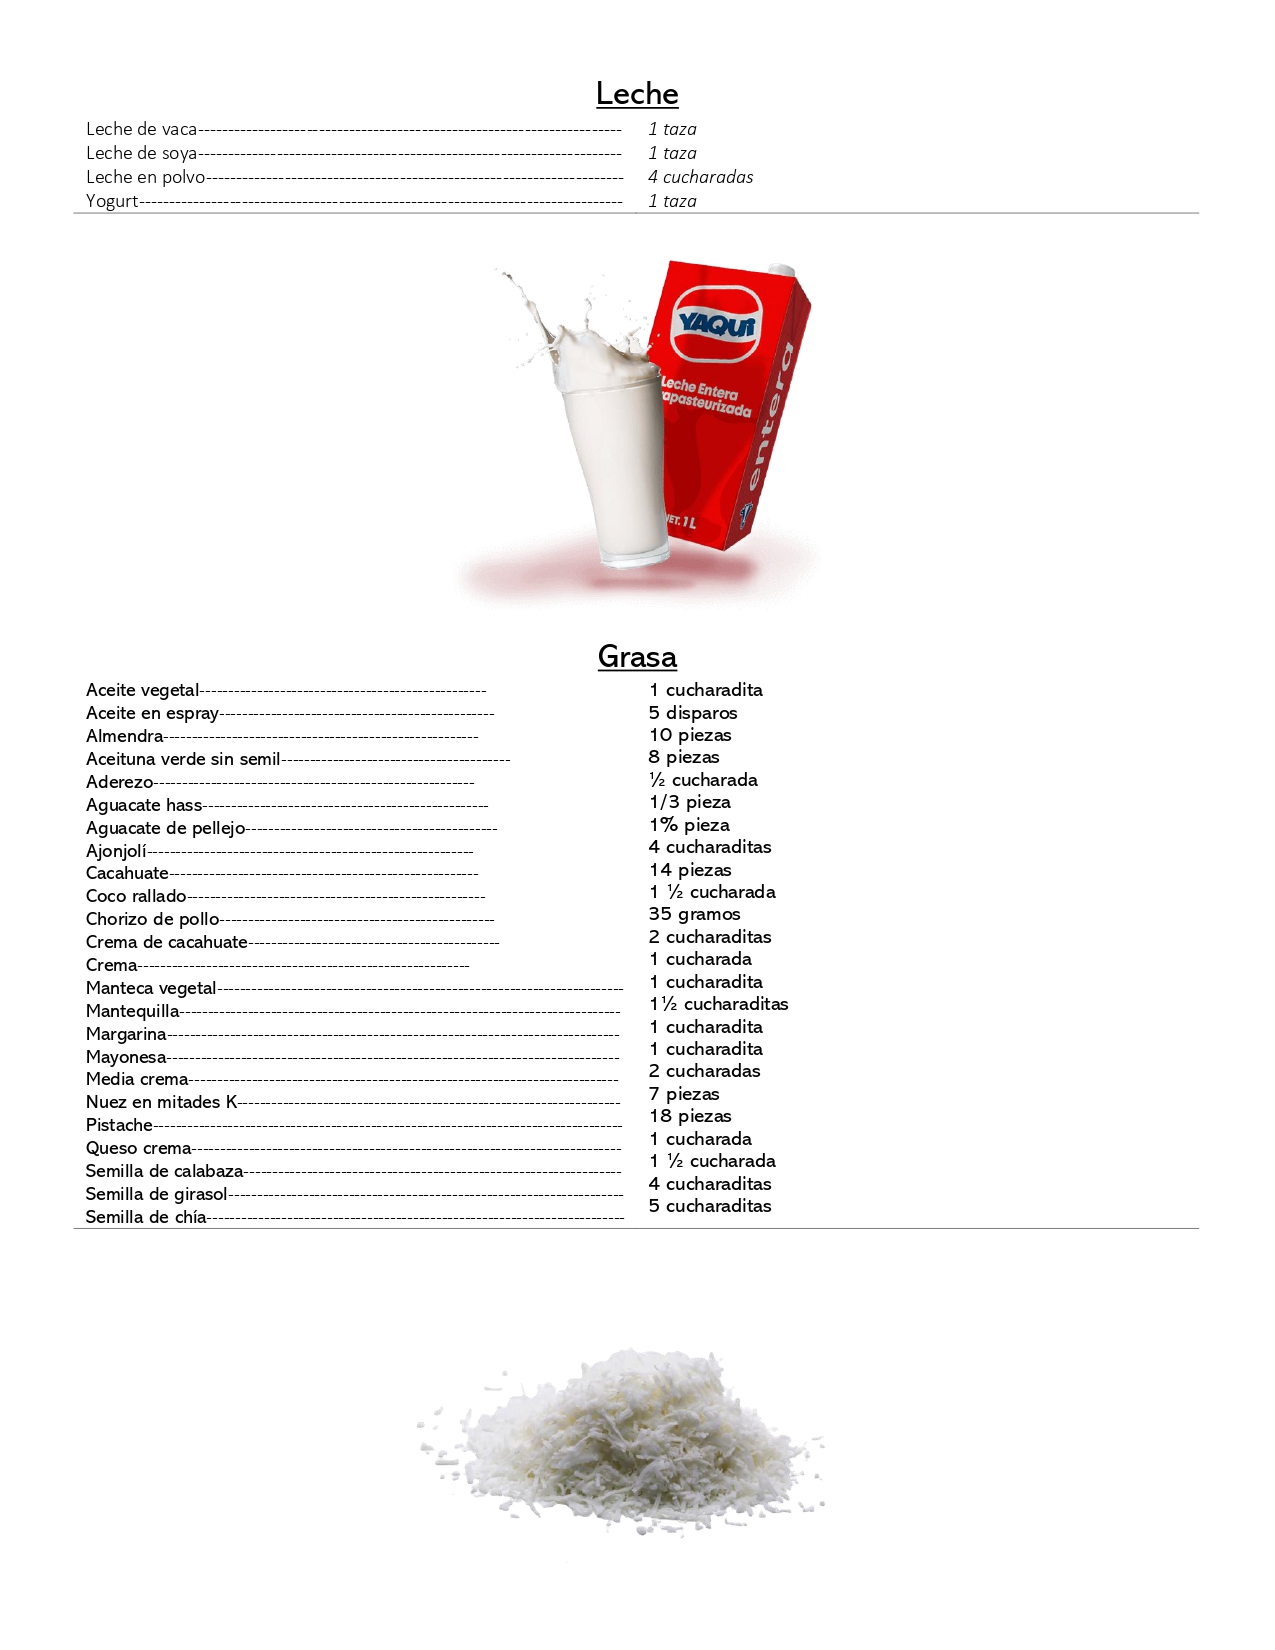 Leche
Leche de vaca----------------------------------------------------------------------- 1 taza
Leche de soya----------------------------------------------------------------------- 1 taza
Leche en polvo---------------------------------------------------------------------- 4 cucharadas
Yogurt--------------------------------------------------------------------------------- 1 taza
YAQUi
Leche Entera
apasteurizada
entera
NET. 1 L
Grasa
Aceite vegetal-------------------------------------------------- 1 cucharadita
Aceite en espray------------------------------------------------ 5 disparos
Almendra------------------------------------------------------- 10 piezas
Aceituna verde sin semil---------------------------------------- 8 piezas
Aderezo-------------------------------------------------------- ½ cucharada
Aguacate hass-------------------------------------------------- 1/3 pieza
Aguacate de pellejo-------------------------------------------- 1% pieza
Ajonjolí--------------------------------------------------------- 4 cucharaditas
Cacahuate------------------------------------------------------ 14 piezas
Coco rallado---------------------------------------------------- 1 ½ cucharada
Chorizo de pollo------------------------------------------------ 35 gramos
Crema de cacahuate-------------------------------------------- 2 cucharaditas
Crema---------------------------------------------------------- 1 cucharada
Manteca vegetal----------------------------------------------------------------------- 1 cucharadita
Mantequilla----------------------------------------------------------------------------- 1½ cucharaditas
Margarina------------------------------------------------------------------------------- 1 cucharadita
Mayonesa------------------------------------------------------------------------------- 1 cucharadita
Media crema--------------------------------------------------------------------------- 2 cucharadas
Nuez en mitades K------------------------------------------------------------------- 7 piezas
Pistache---------------------------------------------------------------------------------- 18 piezas
Queso crema--------------------------------------------------------------------------- 1 cucharada
Semilla de calabaza------------------------------------------------------------------ 1 ½ cucharada
Semilla de girasol--------------------------------------------------------------------- 4 cucharaditas
Semilla de chía------------------------------------------------------------------------- 5 cucharaditas